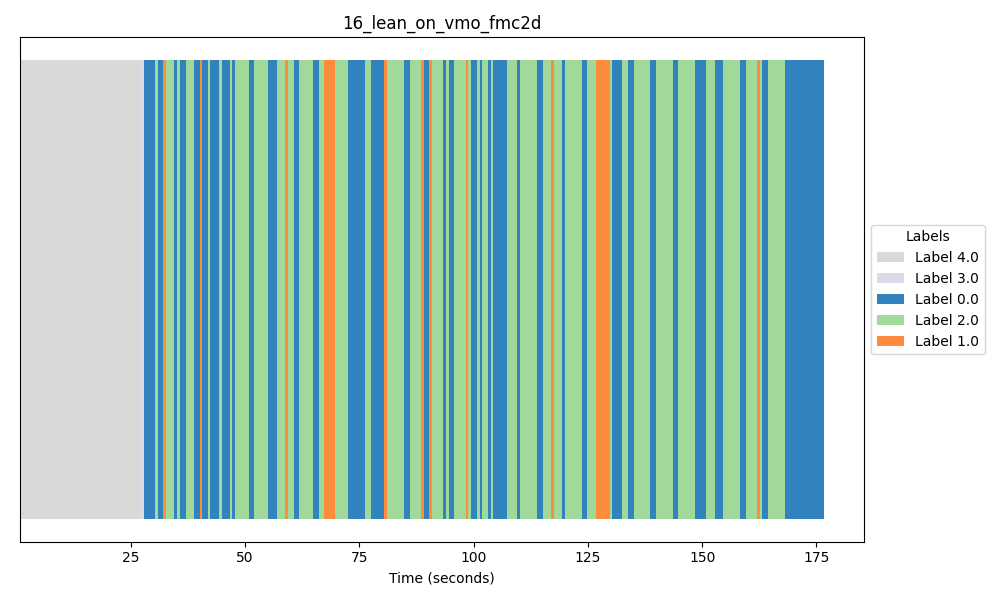 16_lean_on_vmo_fmc2d
Labels
Label 4.0
Label 3.0
Label 0.0
Label 2.0
Label 1.0
25 50 75 100 125 150 175
Time (seconds)